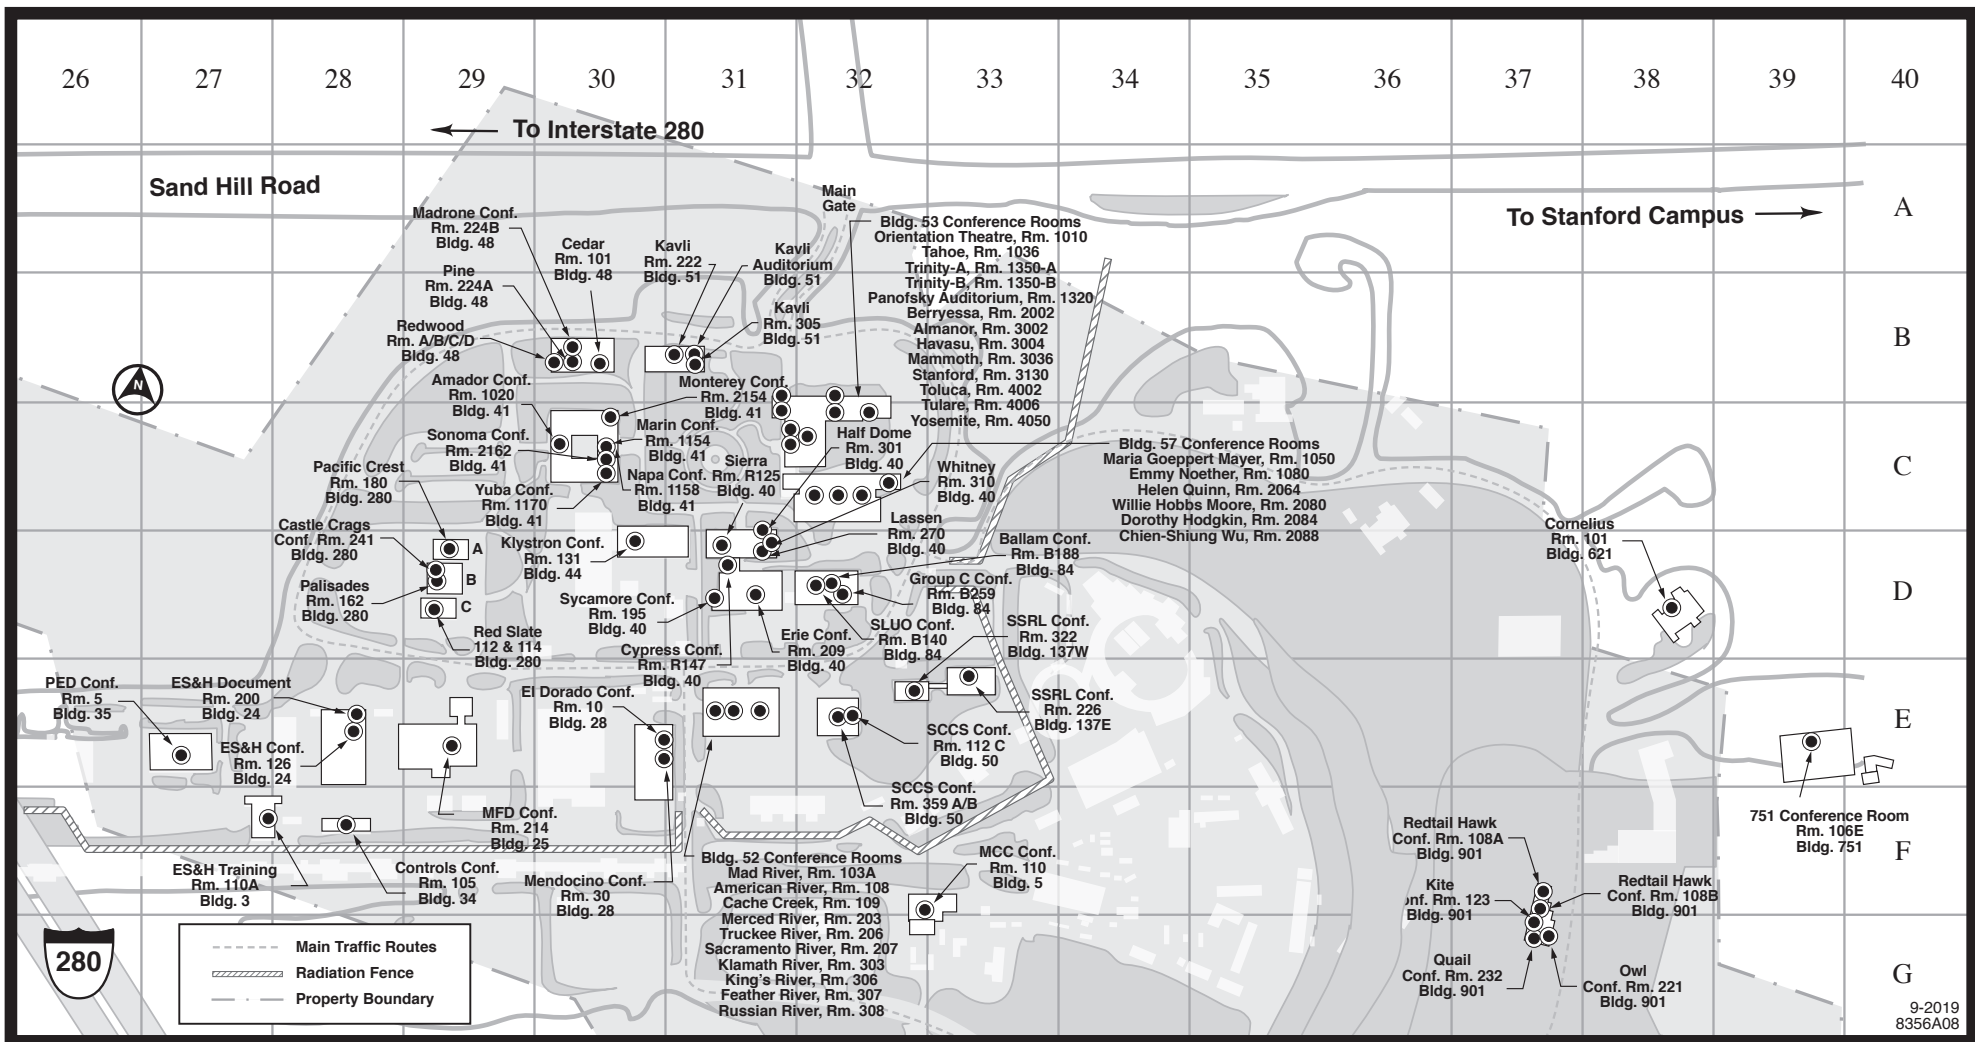 26 27 28 29 30 31 32 33 34 35 36 37 38 39 40
To Interstate 280
Sand Hill Road
To Stanford Campus
A
B
C
D
E
F
G
Main
Gate
Madrone Conf.
Rm. 224B
Bldg. 48
Cedar
Rm. 101
Bldg. 48
Kavli
Rm. 222
Bldg. 51
Kavli
Auditorium
Bldg. 51
Kavli
Rm. 305
Bldg. 51
Pine
Rm. 224A
Bldg. 48
Redwood
Rm. A/B/C/D
Bldg. 48
Bldg. 53 Conference Rooms
Orientation Theatre, Rm. 1010
Tahoe, Rm. 1036
Trinity-A, Rm. 1350-A
Trinity-B, Rm. 1350-B
Panofsky Auditorium, Rm. 1320
Berryessa, Rm. 2002
Almanor, Rm. 3002
Havasu, Rm. 3004
Mammoth, Rm. 3036
Stanford, Rm. 3130
Toluca, Rm. 4002
Tulare, Rm. 4006
Yosemite, Rm. 4050
N
Amador Conf.
Rm. 1020
Bldg. 41
Monterey Conf.
Rm. 2154
Bldg. 41
Sonoma Conf.
Rm. 2162
Bldg. 41
Marin Conf.
Rm. 1154
Bldg. 41
Napa Conf.
Rm. 1158
Bldg. 41
Yuba Conf.
Rm. 1170
Bldg. 41
Sierra
Rm. R125
Bldg. 40
Half Dome
Rm. 301
Bldg. 40
Whitney
Rm. 310
Bldg. 40
Lassen
Rm. 270
Bldg. 40
Bldg. 57 Conference Rooms
Maria Goeppert Mayer, Rm. 1050
Emmy Noether, Rm. 1080
Helen Quinn, Rm. 2064
Willie Hobbs Moore, Rm. 2080
Dorothy Hodgkin, Rm. 2084
Chien-Shiung Wu, Rm. 2088
Pacific Crest
Rm. 180
Bldg. 280
Castle Crags
Conf. Rm. 241
Bldg. 280
Palisades
Rm. 162
Bldg. 280
A
B
C
Red Slate
112 & 114
Bldg. 280
Klystron Conf.
Rm. 131
Bldg. 44
Sycamore Conf.
Rm. 195
Bldg. 40
Cypress Conf.
Rm. R147
Bldg. 40
Erie Conf.
Rm. 209
Bldg. 40
Ballam Conf.
Rm. B188
Bldg. 84
Group C Conf.
Rm. B259
Bldg. 84
SLUO Conf.
Rm. B140
Bldg. 84
SSRL Conf.
Rm. 322
Bldg. 137W
SSRL Conf.
Rm. 226
Bldg. 137E
Cornelius
Rm. 101
Bldg. 621
PED Conf.
Rm. 5
Bldg. 35
ES&H Document
Rm. 200
Bldg. 24
ES&H Conf.
Rm. 126
Bldg. 24
El Dorado Conf.
Rm. 10
Bldg. 28
SCCS Conf.
Rm. 112 C
Bldg. 50
SCCS Conf.
Rm. 359 A/B
Bldg. 50
MFD Conf.
Rm. 214
Bldg. 25
ES&H Training
Rm. 110A
Bldg. 3
Controls Conf.
Rm. 105
Bldg. 34
Mendocino Conf.
Rm. 30
Bldg. 28
Bldg. 52 Conference Rooms
Mad River, Rm. 103A
American River, Rm. 108
Cache Creek, Rm. 109
Merced River, Rm. 203
Truckee River, Rm. 206
Sacramento River, Rm. 207
Klamath River, Rm. 303
King's River, Rm. 306
Feather River, Rm. 307
Russian River, Rm. 308
MCC Conf.
Rm. 110
Bldg. 5
Redtail Hawk
Conf. Rm. 108A
Bldg. 901
Kite
onf. Rm. 123
Bldg. 901
Redtail Hawk
Conf. Rm. 108B
Bldg. 901
Quail
Conf. Rm. 232
Bldg. 901
Owl
Conf. Rm. 221
Bldg. 901
751 Conference Room
Rm. 106E
Bldg. 751
280
Main Traffic Routes
Radiation Fence
Property Boundary
9-2019
8356A08